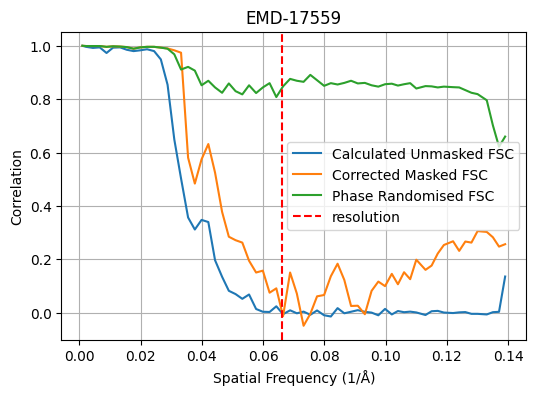 EMD-17559
1.0
0.8
0.6
0.4
0.2
0.0
Correlation
Calculated Unmasked FSC
Corrected Masked FSC
Phase Randomised FSC
resolution
0.00 0.02 0.04 0.06 0.08 0.10 0.12 0.14
Spatial Frequency (1/Å)